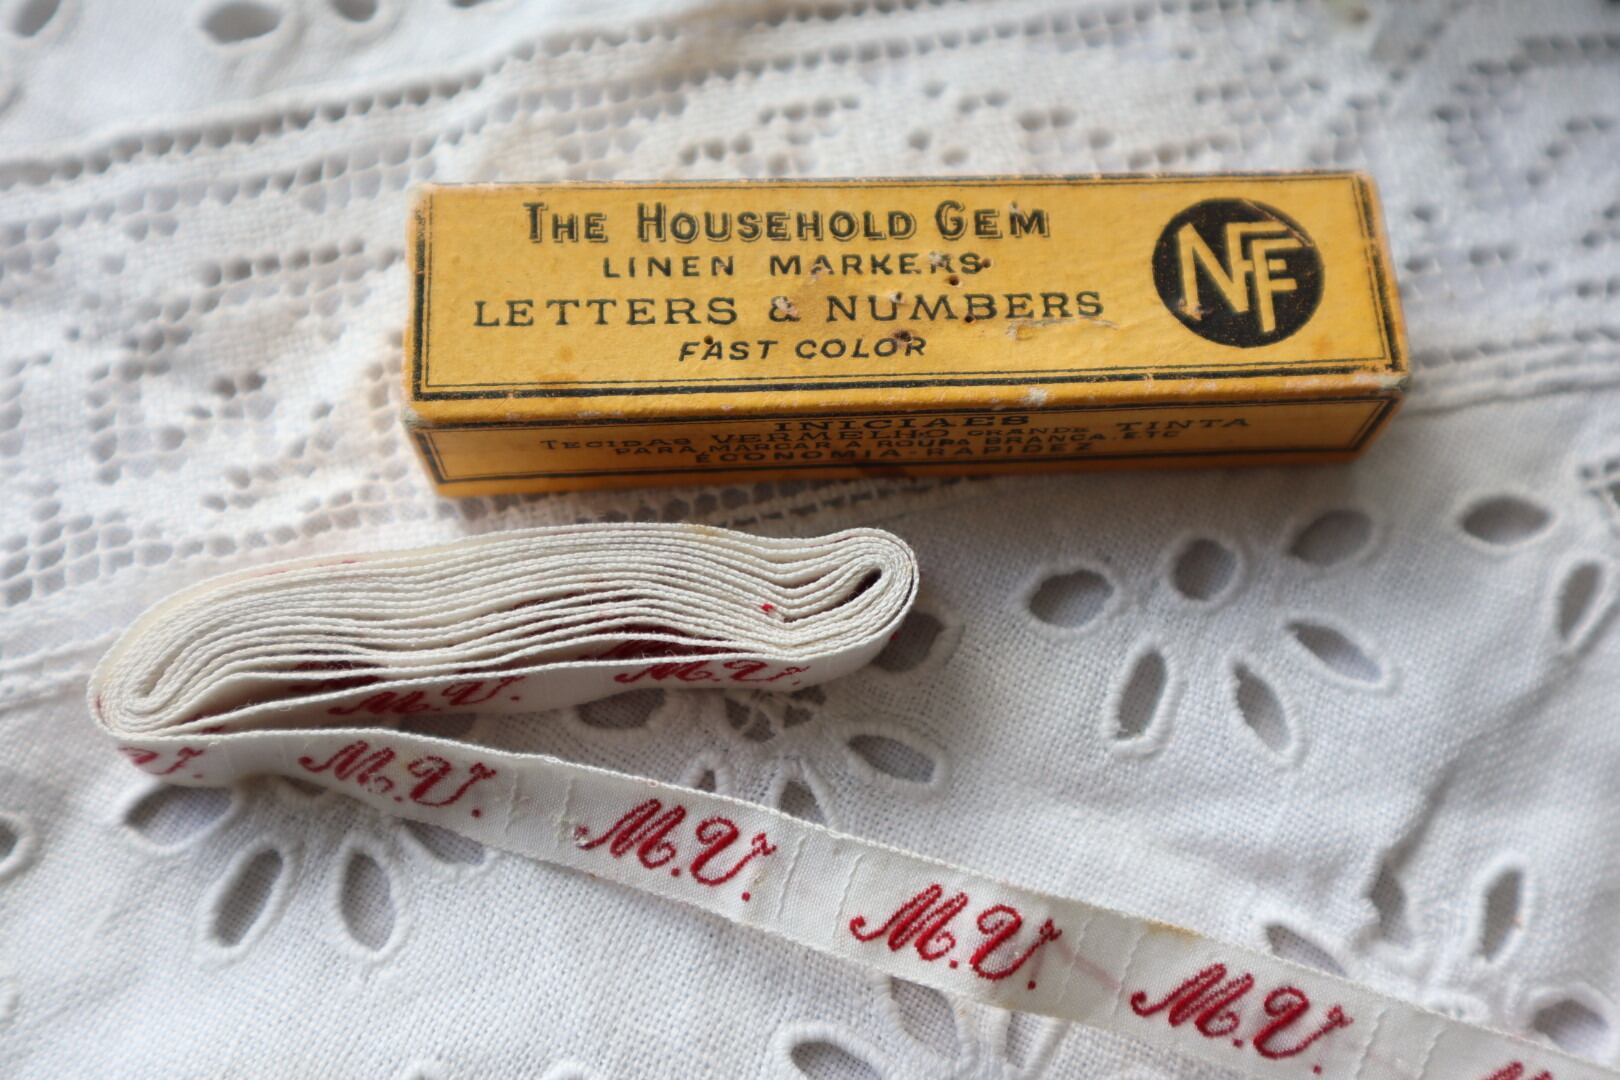 THE HOUSEHOLD GEM
LINEN MARKERS
LETTERS & NUMBERS
FAST COLOR
NFF
INICIAES
TECIDAS VERMELHO GRANDE TINTA
PARA MARCAR A ROUPA BRANCA, ETC
ECONOMIA-RAPIDEZ
M.V.
M.V.
V.
M.V.
M.V.
M.V.
M.V.